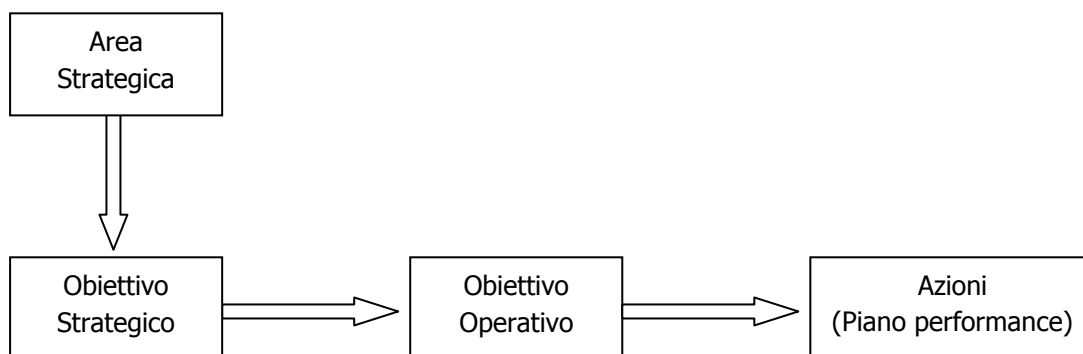 Area
Strategica
Obiettivo
Strategico
Obiettivo
Operativo
Azioni
(Piano performance)